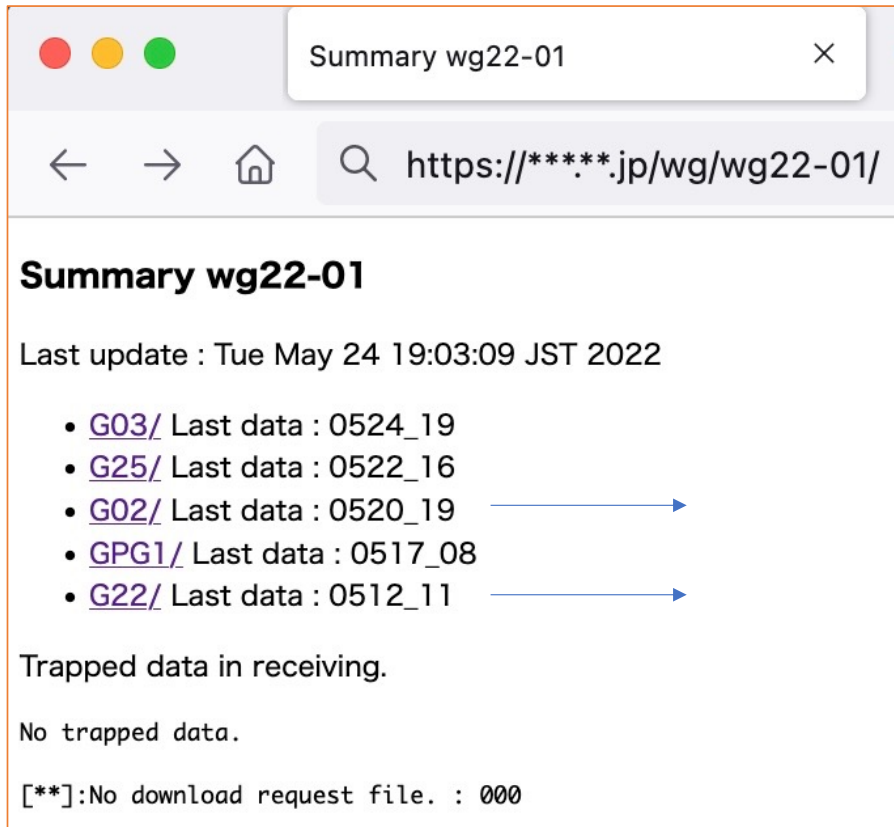 Summary wg22-01
https://***.**.jp/wg/wg22-01/
Summary wg22-01
Last update : Tue May 24 19:03:09 JST 2022
• G03/ Last data : 0524_19
• G25/ Last data : 0522_16
• G02/ Last data : 0520_19
• GPG1/ Last data : 0517_08
• G22/ Last data : 0512_11
Trapped data in receiving.
No trapped data.
[**]:No download request file. : 000